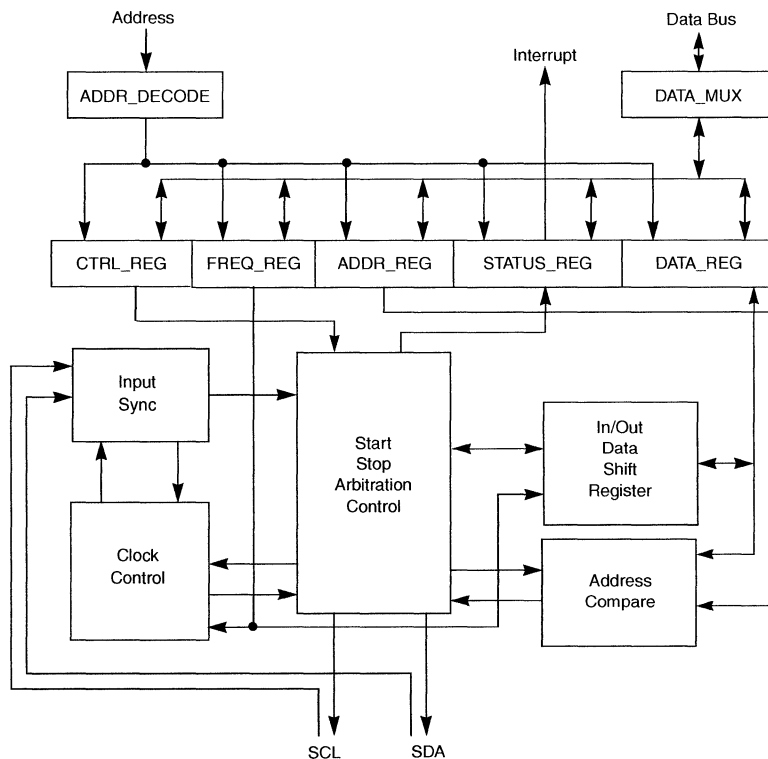 Address
Data Bus
Interrupt
ADDR_DECODE
DATA_MUX
CTRL_REG
FREQ_REG
ADDR_REG
STATUS_REG
DATA_REG
Input
Sync
Start
Stop
Arbitration
Control
In/Out
Data
Shift
Register
Clock
Control
Address
Compare
SCL
SDA